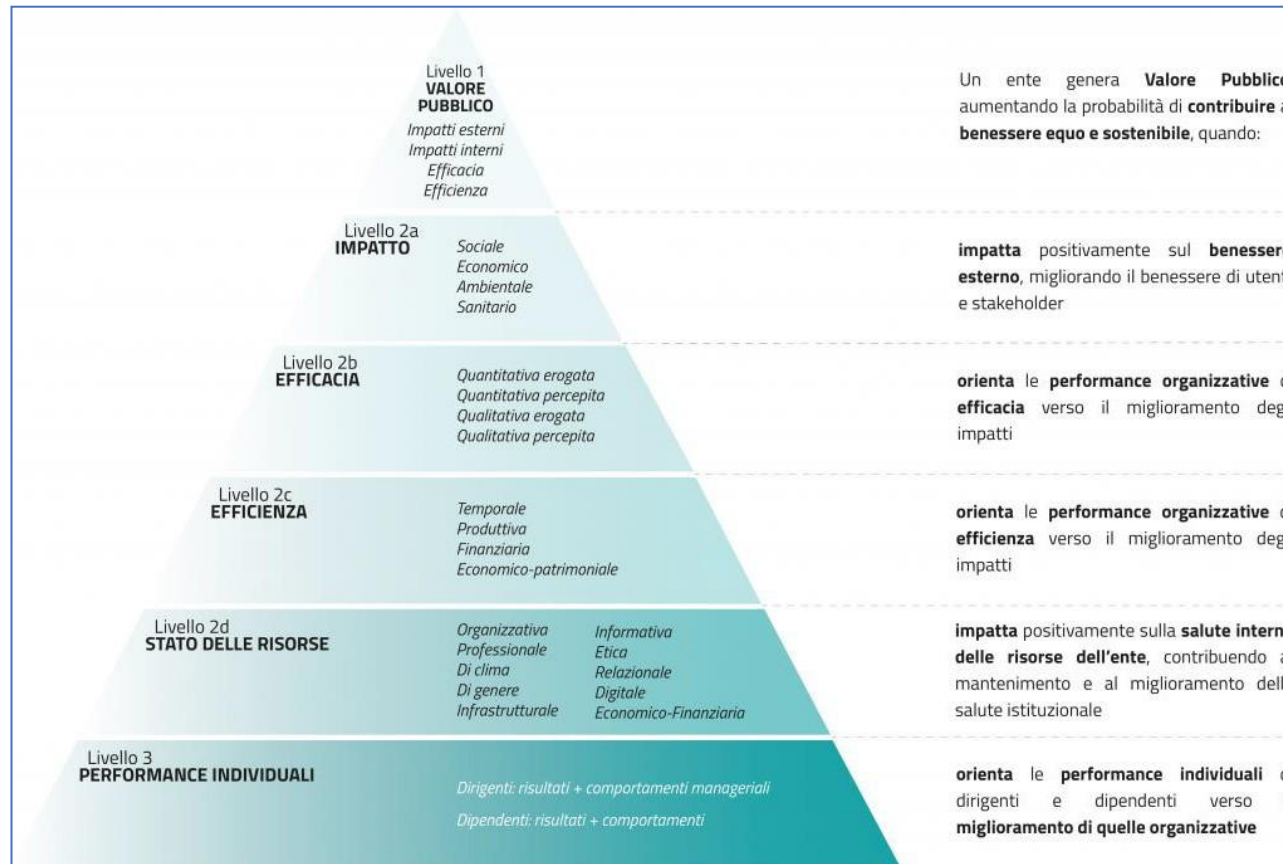 Livello 1
VALORE
PUBBLICO
Impatti esterni
Impatti interni
Efficacia
Efficienza
Un ente genera Valore Pubblico
aumentando la probabilità di contribuire a
benessere equo e sostenibile, quando:
Livello 2a
IMPATTO
Sociale
Economico
Ambientale
Sanitario
impatta positivamente sul benessere
esterno, migliorando il benessere di utent
e stakeholder
Livello 2b
EFFICACIA
Quantitativa erogata
Quantitativa percepita
Qualitativa erogata
Qualitativa percepita
orienta le performance organizzative d
efficacia verso il miglioramento deg
impatti
Livello 2c
EFFICIENZA
Temporale
Produttiva
Finanziaria
Economico-patrimoniale
orienta le performance organizzative d
efficienza verso il miglioramento deg
impatti
Livello 2d
STATO DELLE RISORSE
Organizzativa
Professionale
Di clima
Di genere
Infrastrutturale
Informativa
Etica
Relazionale
Digitale
Economico-Finanziaria
impatta positivamente sulla salute intern
delle risorse dell'ente, contribuendo a
mantenimento e al miglioramento dell
salute istituzionale
Livello 3
PERFORMANCE INDIVIDUALI
Dirigenti: risultati + comportamenti manageriali
Dipendenti: risultati + comportamenti
orienta le performance individuali d
dirigenti e dipendenti verso i
miglioramento di quelle organizzative